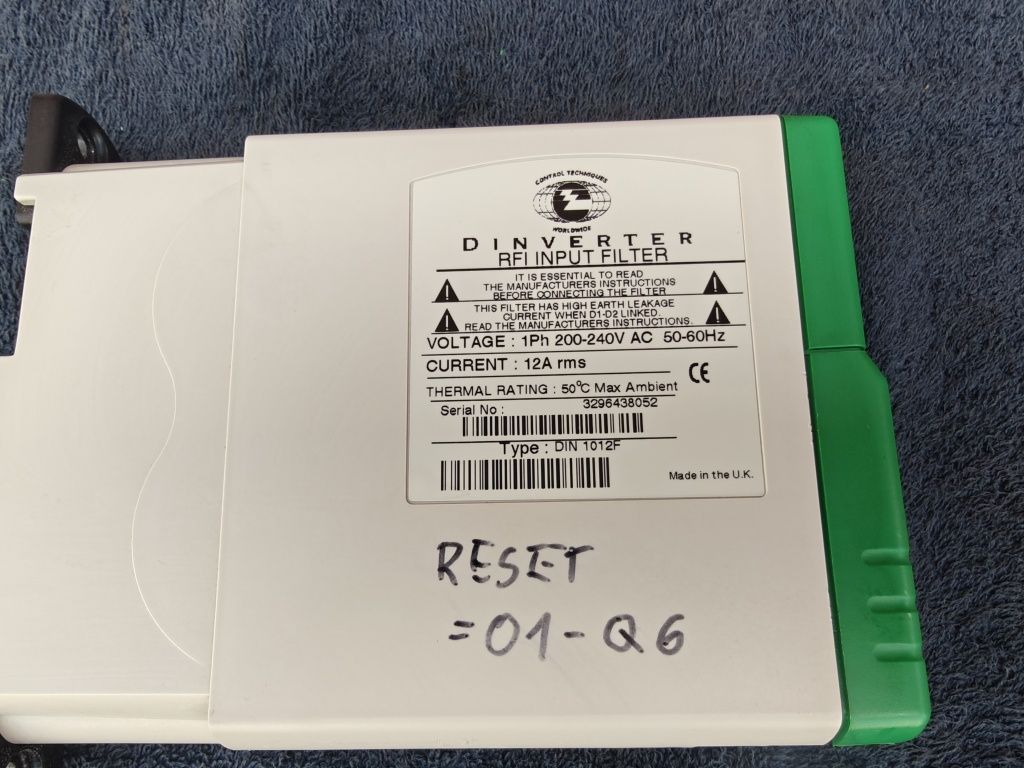 CONTROL TECHNIQUES
WORLDWIDE
DINVERTER
RFI INPUT FILTER
IT IS ESSENTIAL TO READ
THE MANUFACTURERS INSTRUCTIONS
BEFORE CONNECTING THE FILTER
THIS FILTER HAS HIGH EARTH LEAKAGE
CURRENT WHEN D1-D2 LINKED.
READ THE MANUFACTURERS INSTRUCTIONS.
VOLTAGE : 1Ph 200-240V AC 50-60Hz
CURRENT : 12A rms
CE
THERMAL RATING : 50°C Max Ambient
Serial No : 3296438052
Type : DIN 1012F
Made in the U.K.
RESET
=01-Q6